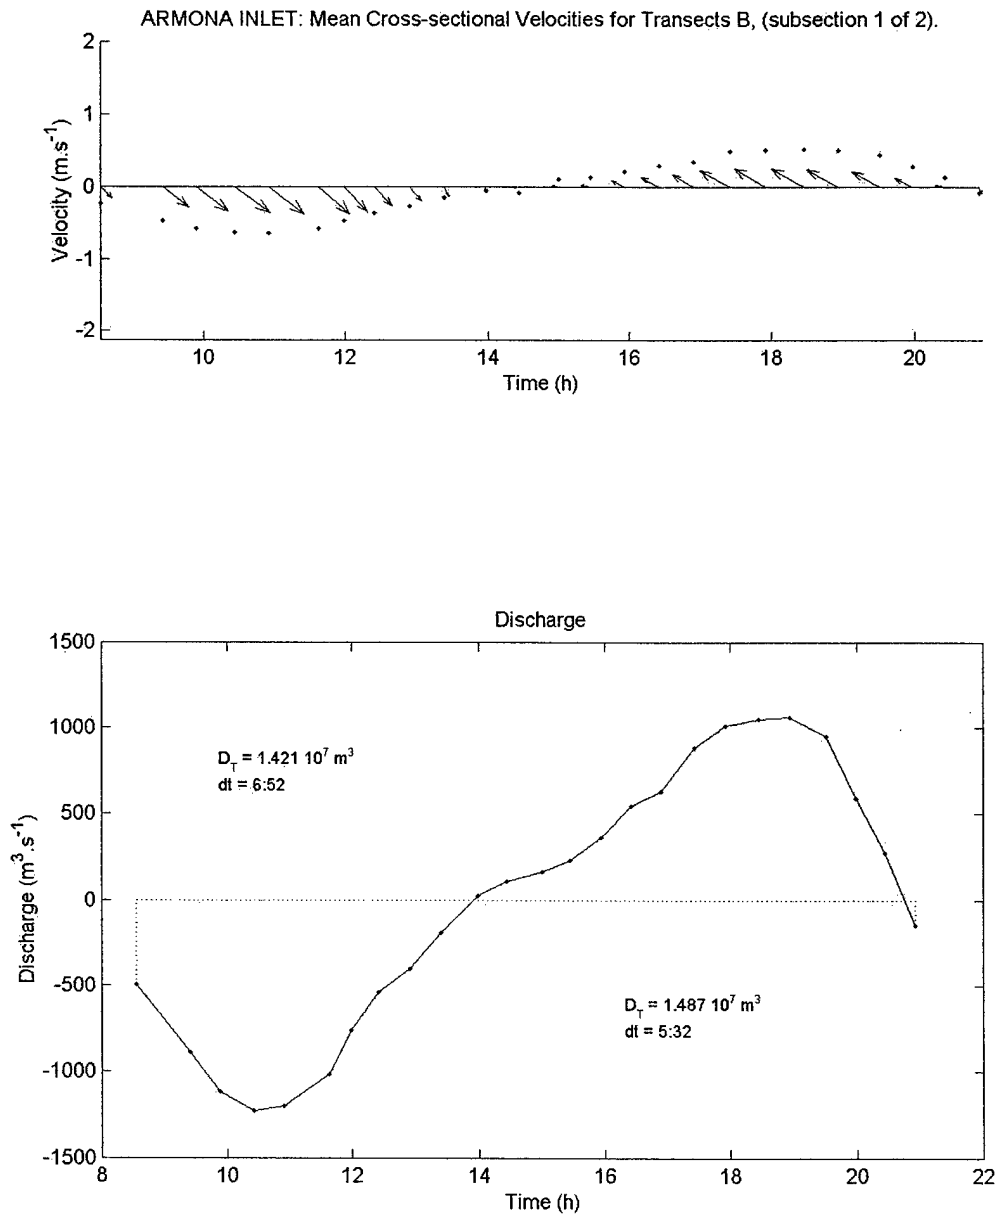 ARMONA INLET: Mean Cross-sectional Velocities for Transects B, (subsection 1 of 2).
2
1
0
-1
-2
Velocity (m.s⁻¹)
10 12 14 16 18 20
Time (h)
Discharge
1500
1000
500
0
-500
-1000
-1500
Discharge (m³.s⁻¹)
D_T = 1.421 10⁷ m³
dt = 6:52
D_T = 1.487 10⁷ m³
dt = 5:32
8 10 12 14 16 18 20 22
Time (h)